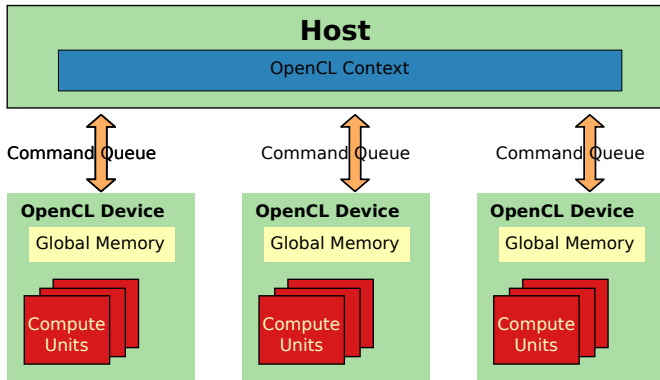 Host
OpenCL Context
Command Queue
Command Queue
Command Queue
OpenCL Device
Global Memory
Compute
Units
OpenCL Device
Global Memory
Compute
Units
OpenCL Device
Global Memory
Compute
Units